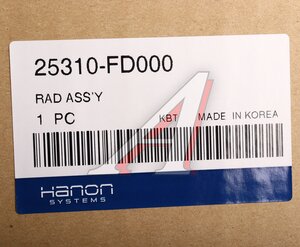 25310-FD000
RAD ASS'Y
1 PC KBT MADE IN KOREA
Hanon
SYSTEMS